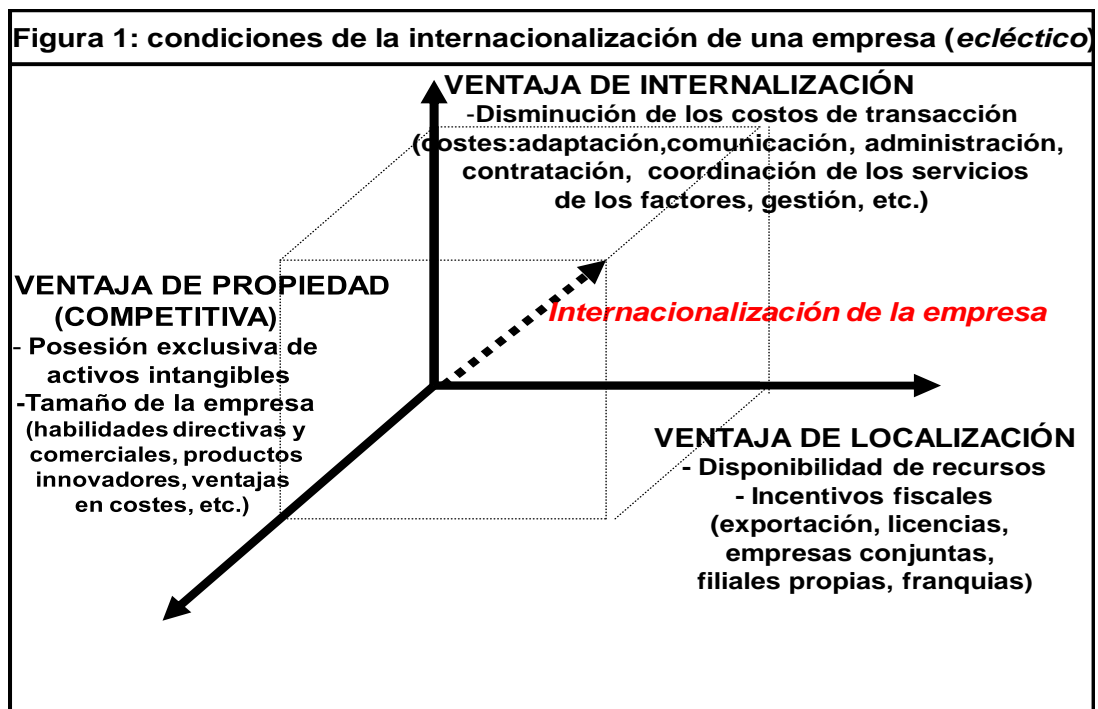 Figura 1: condiciones de la internacionalización de una empresa (ecléctico)
VENTAJA DE INTERNALIZACIÓN
-Disminución de los costos de transacción
(costes:adaptación,comunicación, administración,
contratación, coordinación de los servicios
de los factores, gestión, etc.)
VENTAJA DE PROPIEDAD
(COMPETITIVA)
- Posesión exclusiva de
activos intangibles
-Tamaño de la empresa
(habilidades directivas y
comerciales, productos
innovadores, ventajas
en costes, etc.)
Internacionalización de la empresa
VENTAJA DE LOCALIZACIÓN
- Disponibilidad de recursos
- Incentivos fiscales
(exportación, licencias,
empresas conjuntas,
filiales propias, franquias)